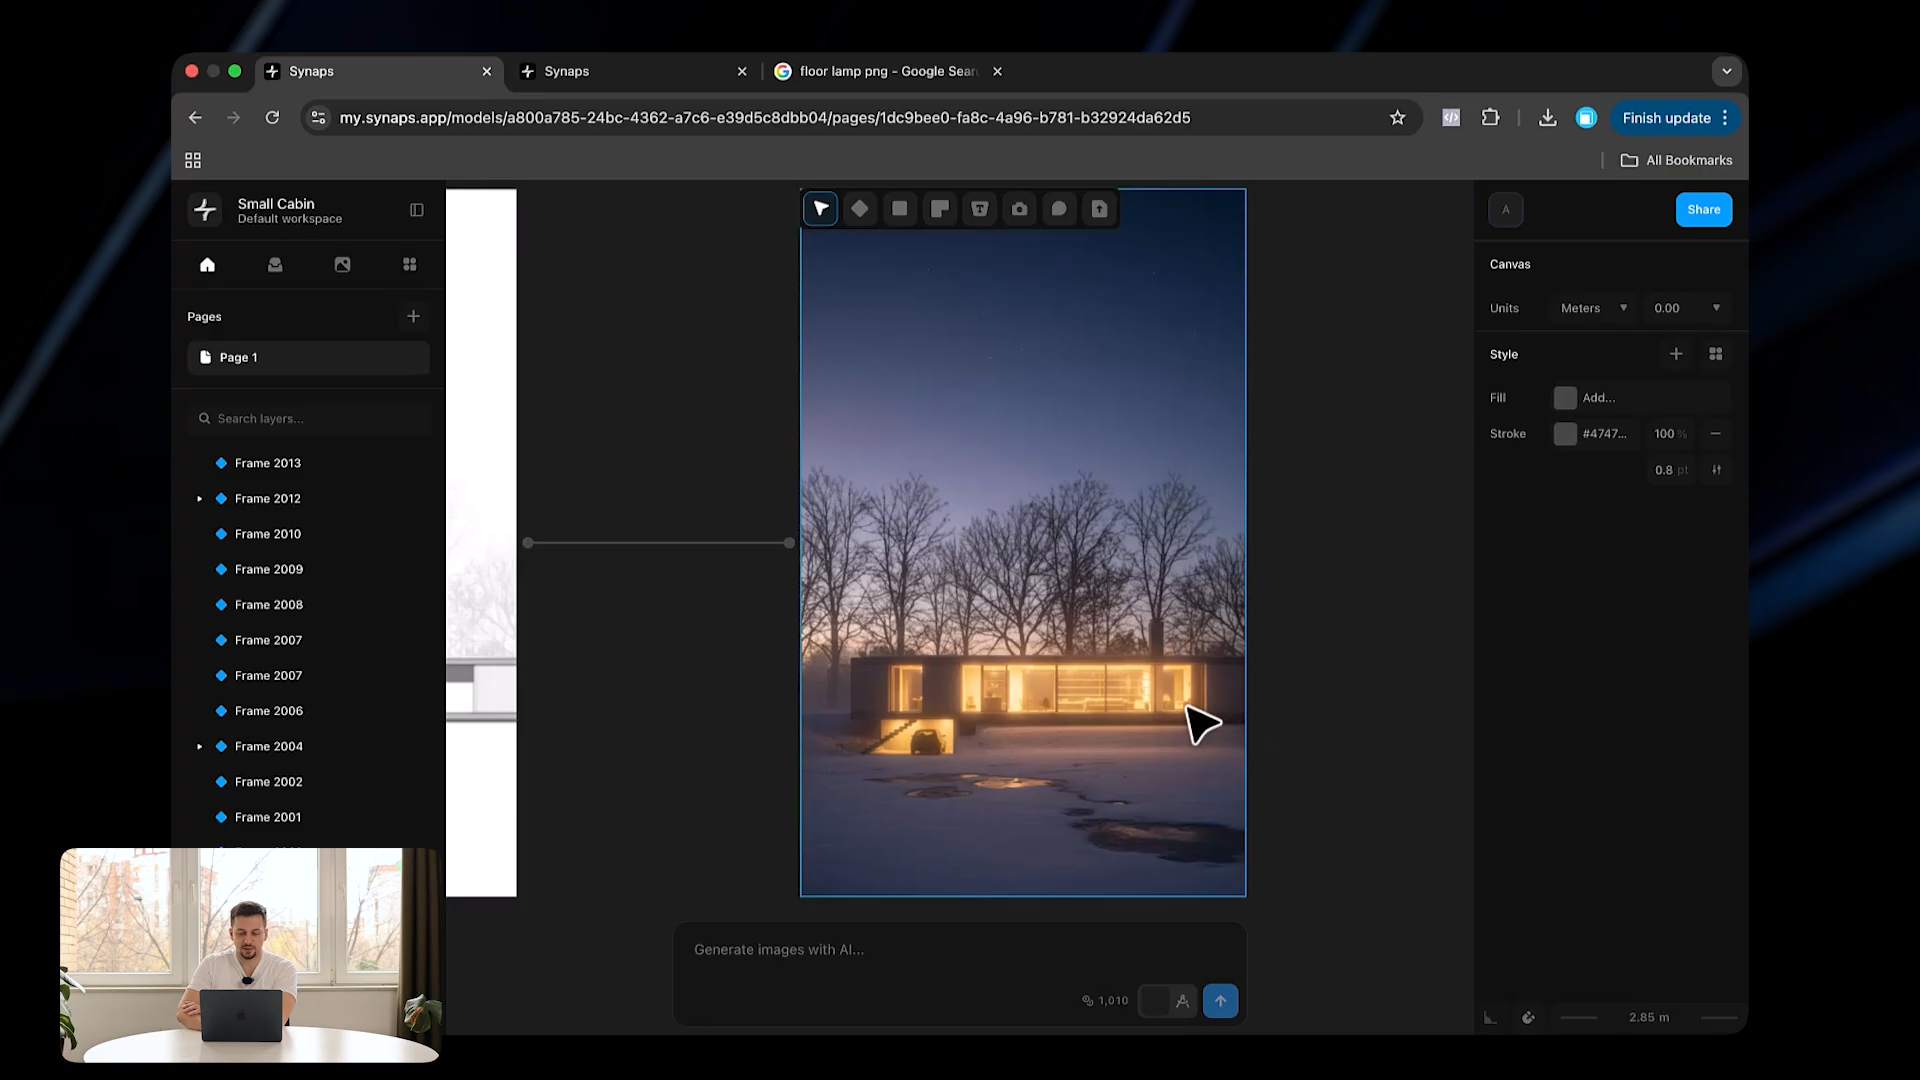 Synaps
Synaps
floor lamp png - Google Sear
my.synaps.app/models/a800a785-24bc-4362-a7c6-e39d5c8dbb04/pages/1dc9bee0-fa8c-4a96-b781-b32924da62d5
Finish update
All Bookmarks
Small Cabin
Default workspace
Pages
Page 1
Search layers...
Frame 2013
Frame 2012
Frame 2010
Frame 2009
Frame 2008
Frame 2007
Frame 2007
Frame 2006
Frame 2004
Frame 2002
Frame 2001
Generate images with AI...
1,010
A
Share
Canvas
Units Meters 0.00
Style
Fill Add...
Stroke #4747... 100 %
0.8 pt
2.85 m